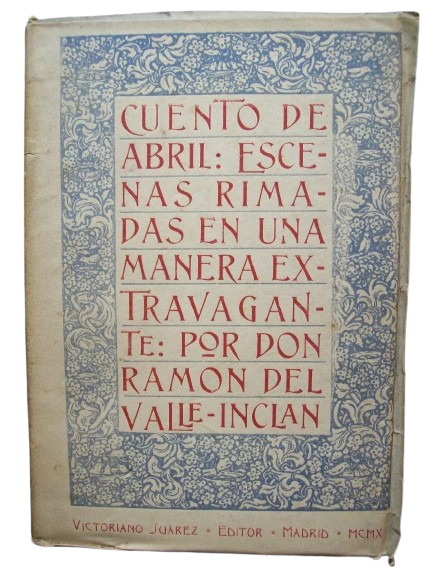 CUENTO DE
ABRIL: ESCE-
NAS RIMA-
DAS EN UNA
MANERA EX-
TRAVAGAN-
TE: POR DON
RAMON DEL
VALLE-INCLAN
VICTORIANO JUÁREZ • EDITOR • MADRID • MCMX